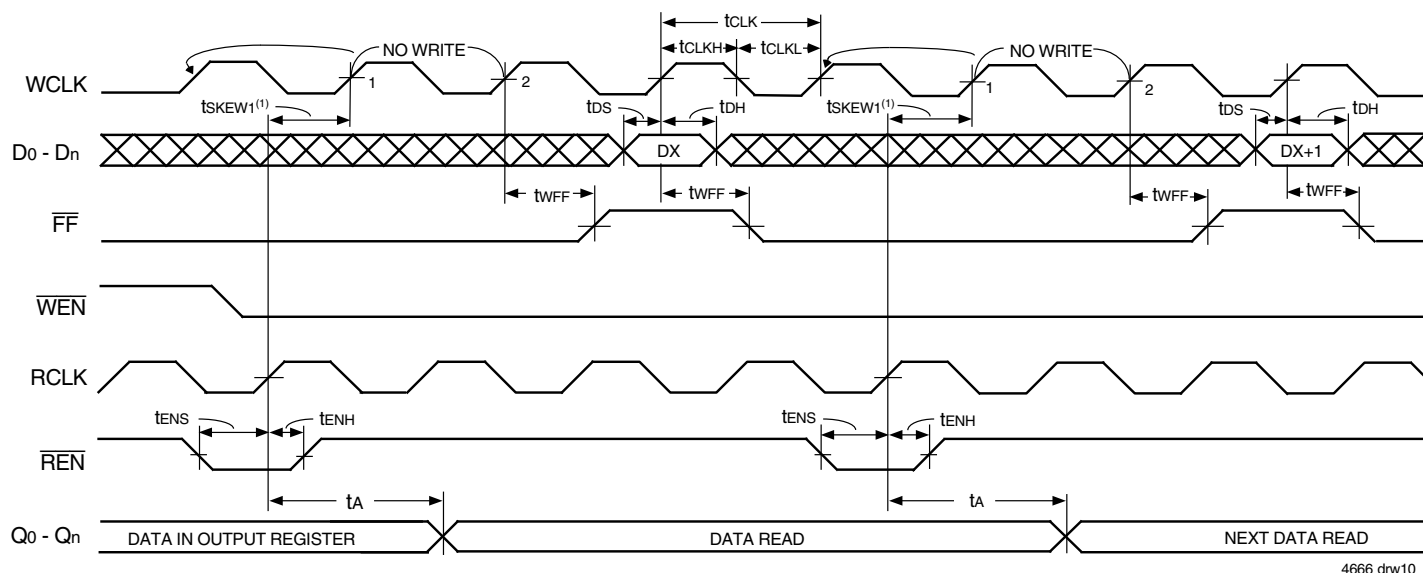 tCLK
NO WRITE
tCLKH
tCLKL
NO WRITE
WCLK
1
2
1
2
tSKEW1(1)
tDS
tDH
tSKEW1(1)
tDS
tDH
D0 - Dn
DX
DX+1
tWFF
tWFF
tWFF
tWFF
FF
WEN
RCLK
tENS
tENH
tENS
tENH
REN
tA
tA
Q0 - Qn
DATA IN OUTPUT REGISTER
DATA READ
NEXT DATA READ
4666 drw10